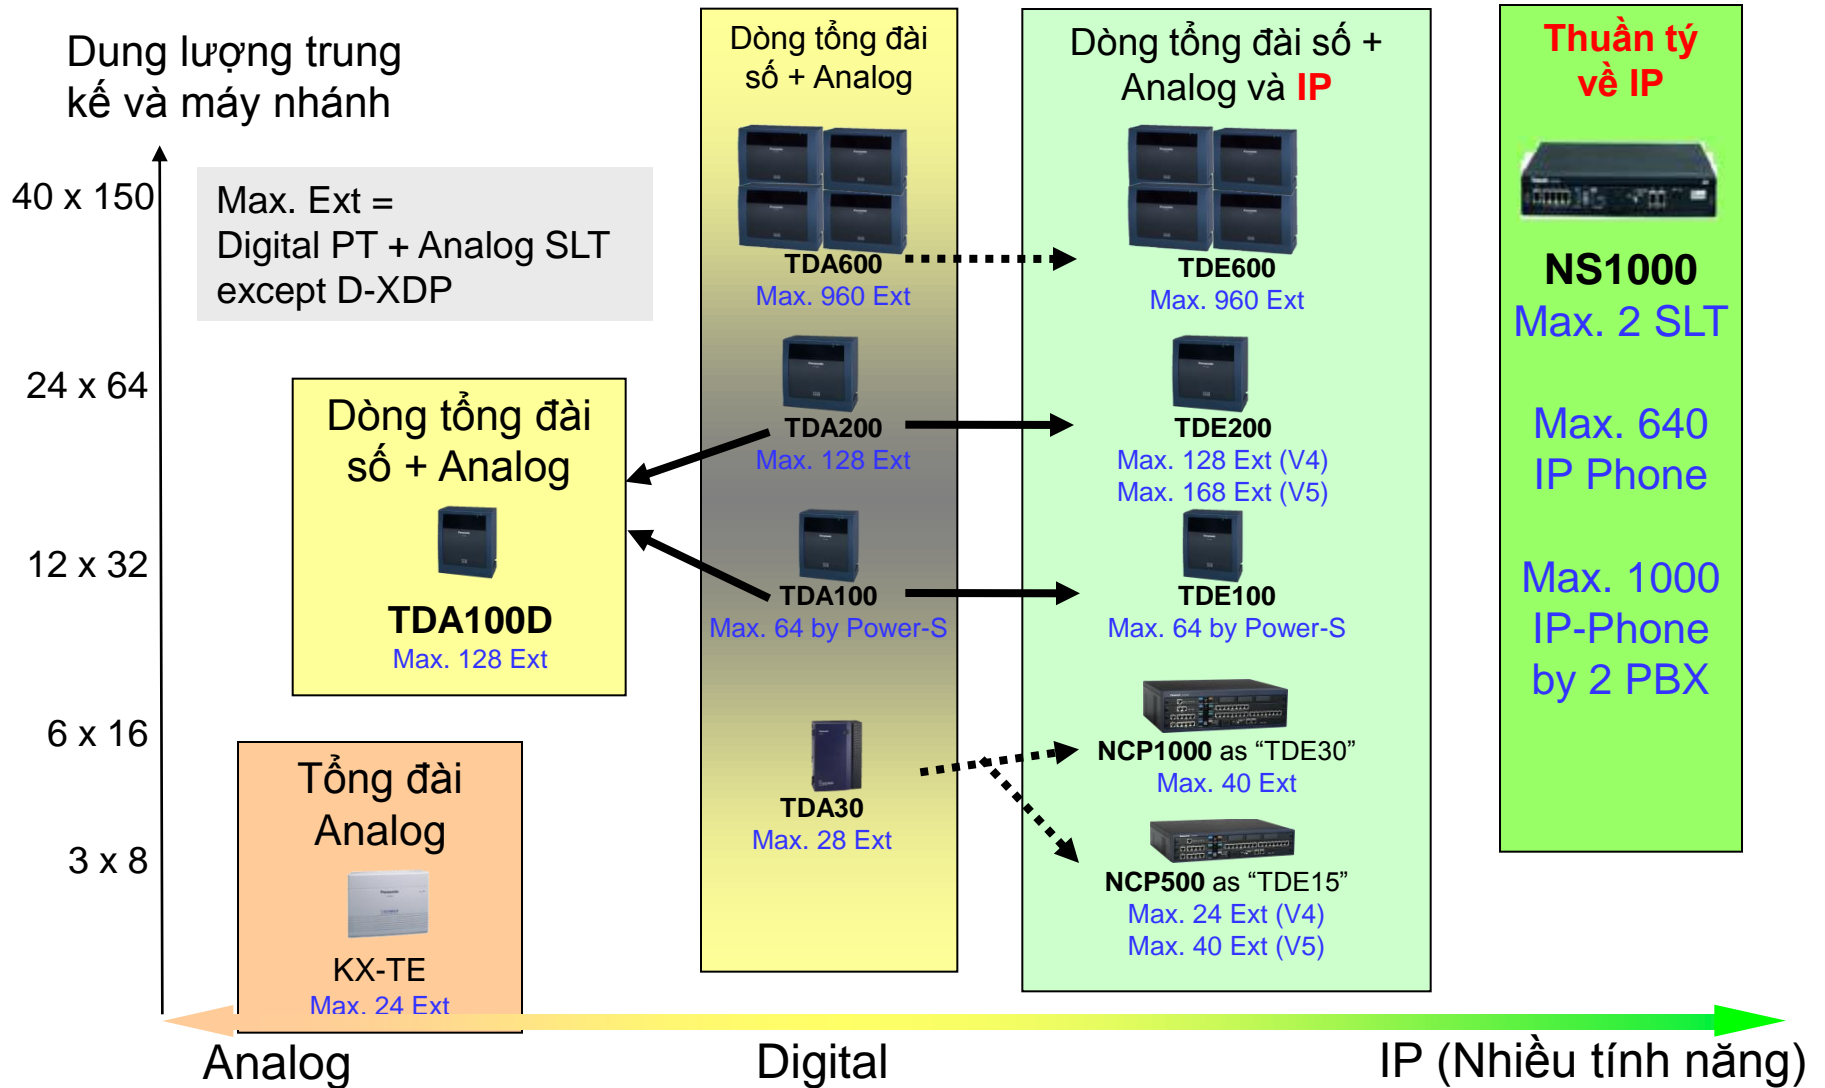 Dung lượng trung
kế và máy nhánh
40 x 150
24 x 64
12 x 32
6 x 16
3 x 8
Max. Ext =
Digital PT + Analog SLT
except D-XDP
Dòng tổng đài
số + Analog
TDA100D
Max. 128 Ext
Tổng đài
Analog
KX-TE
Max. 24 Ext
Dòng tổng đài
số + Analog
TDA600
Max. 960 Ext
TDA200
Max. 128 Ext
TDA100
Max. 64 by Power-S
TDA30
Max. 28 Ext
Dòng tổng đài số +
Analog và IP
TDE600
Max. 960 Ext
TDE200
Max. 128 Ext (V4)
Max. 168 Ext (V5)
TDE100
Max. 64 by Power-S
NCP1000 as “TDE30”
Max. 40 Ext
NCP500 as “TDE15”
Max. 24 Ext (V4)
Max. 40 Ext (V5)
Thuần tý
về IP
NS1000
Max. 2 SLT
Max. 640
IP Phone
Max. 1000
IP-Phone
by 2 PBX
Analog
Digital
IP (Nhiều tính năng)